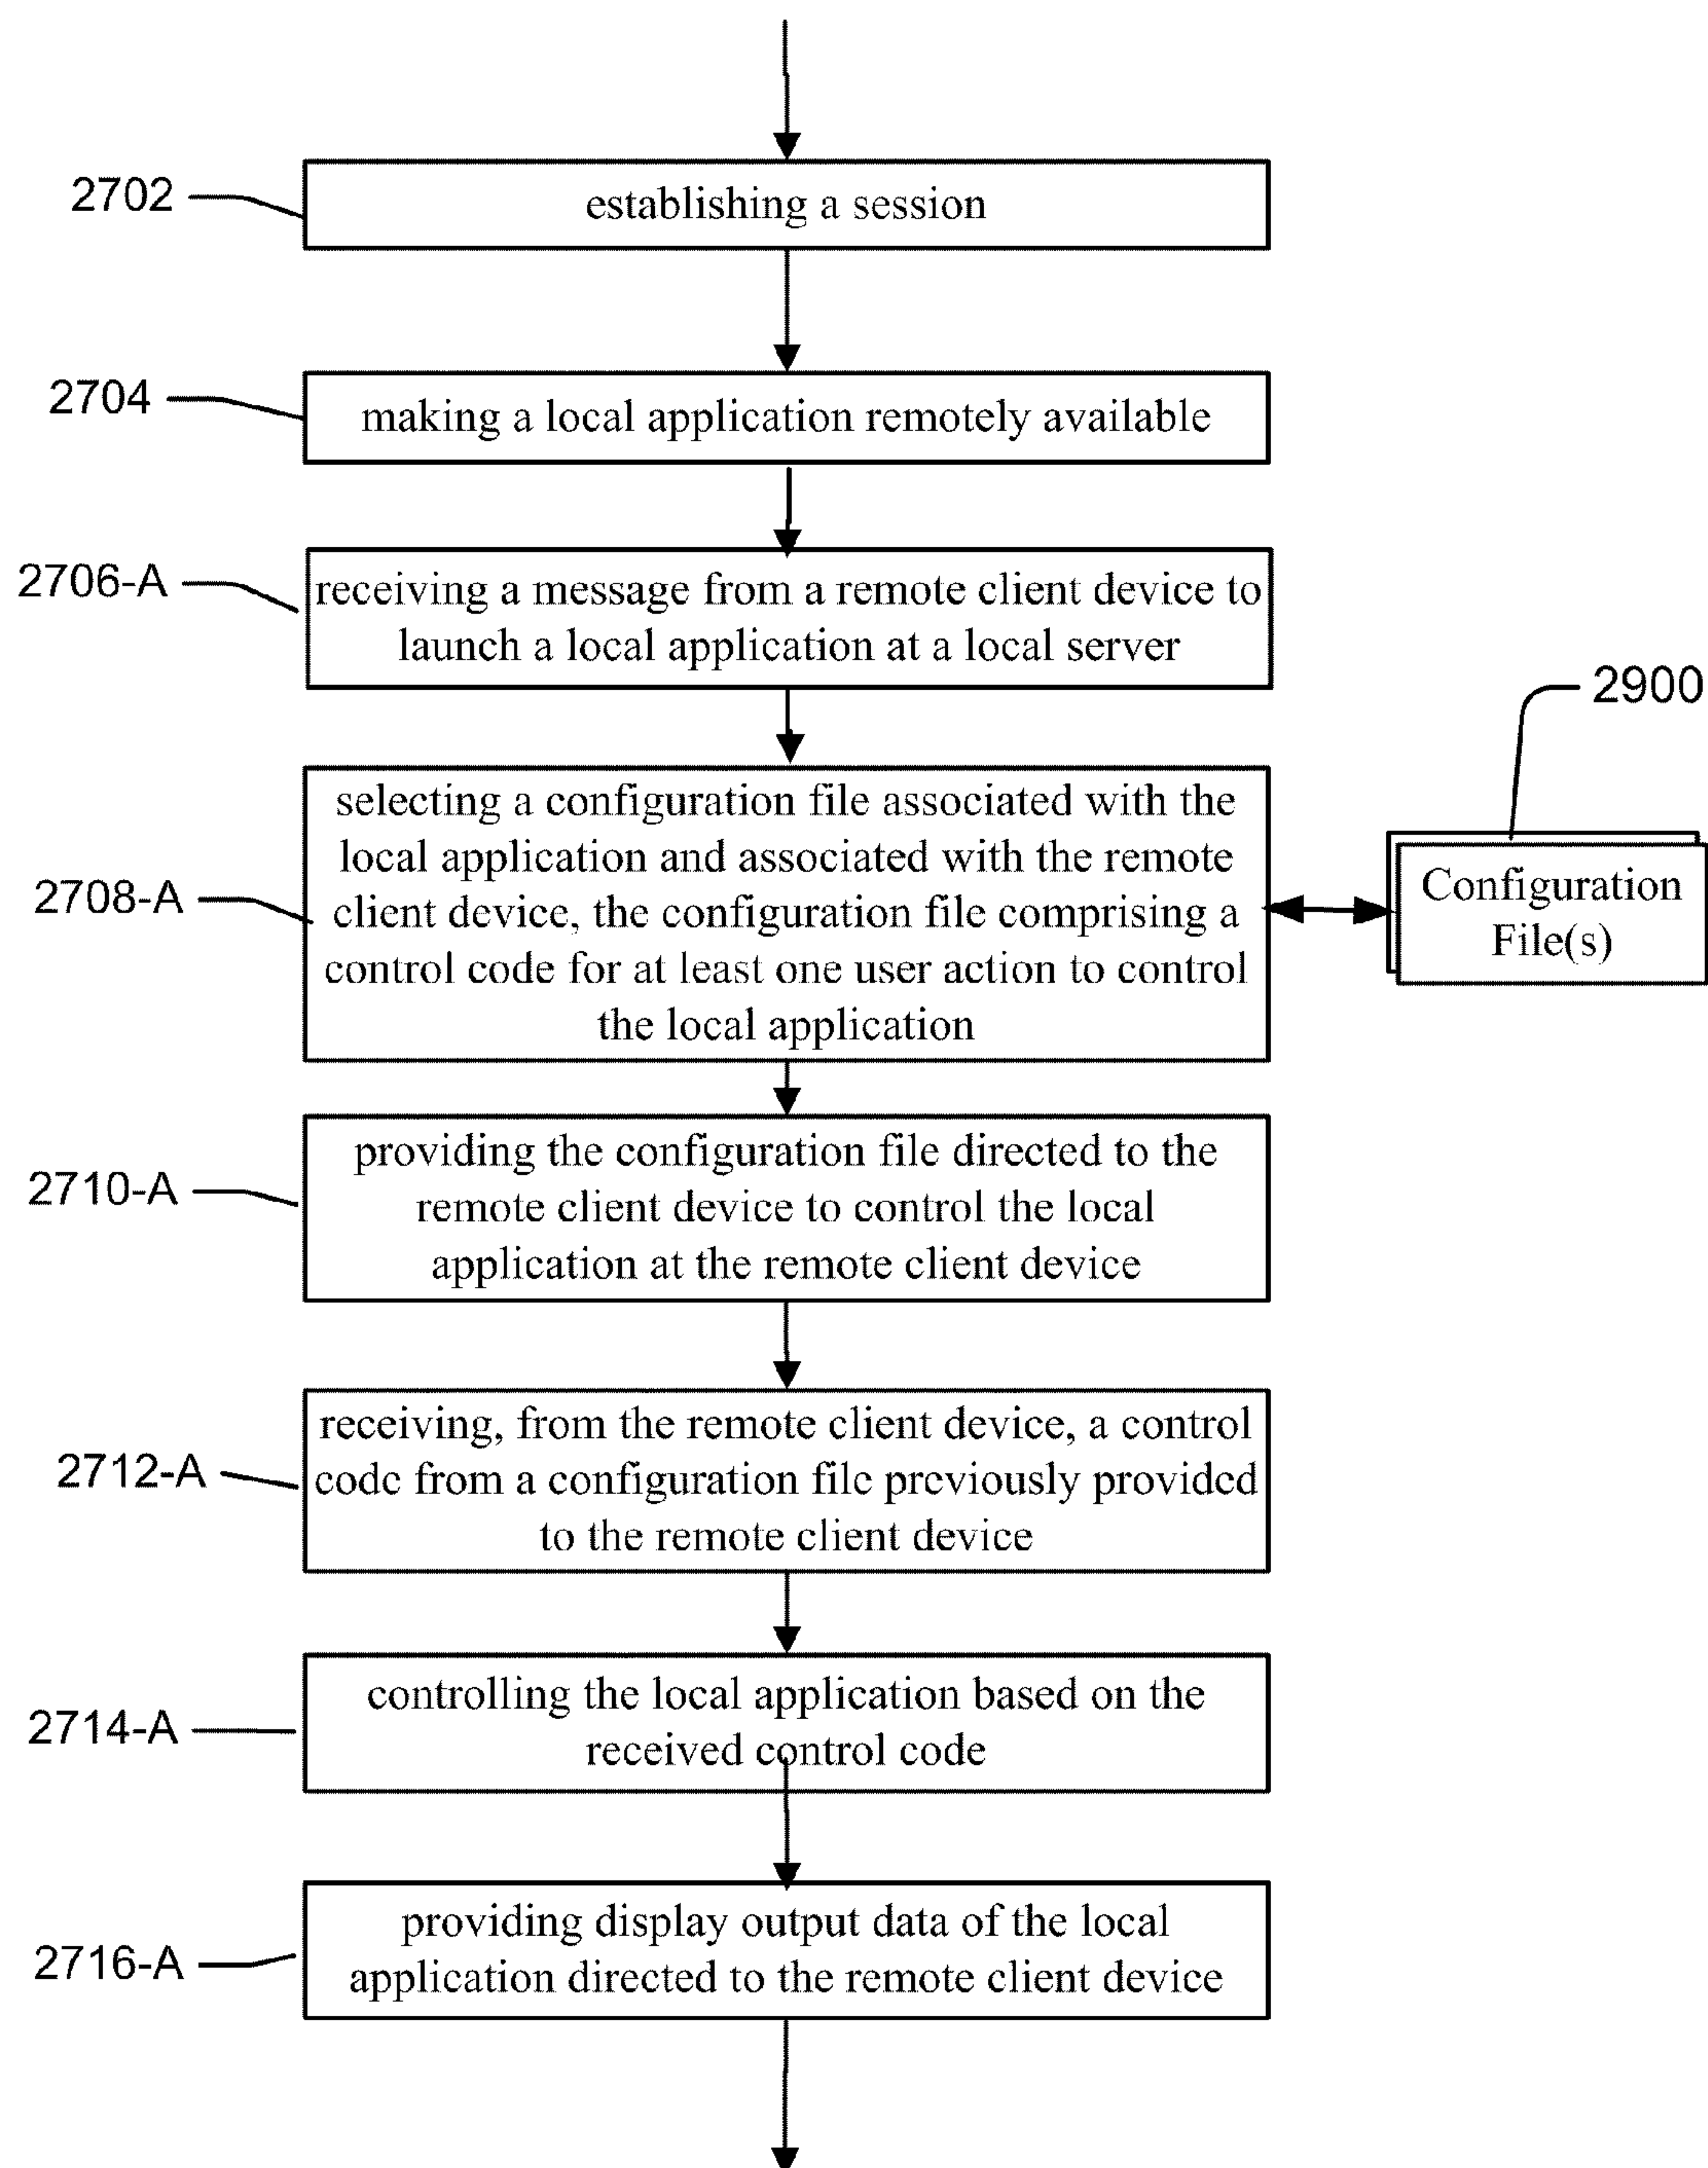 2702
establishing a session
2704
making a local application remotely available
2706-A
receiving a message from a remote client device to
launch a local application at a local server
2900
2708-A
selecting a configuration file associated with the
local application and associated with the remote
client device, the configuration file comprising a
control code for at least one user action to control
the local application
Configuration
File(s)
2710-A
providing the configuration file directed to the
remote client device to control the local
application at the remote client device
2712-A
receiving, from the remote client device, a control
code from a configuration file previously provided
to the remote client device
2714-A
controlling the local application based on the
received control code
2716-A
providing display output data of the local
application directed to the remote client device